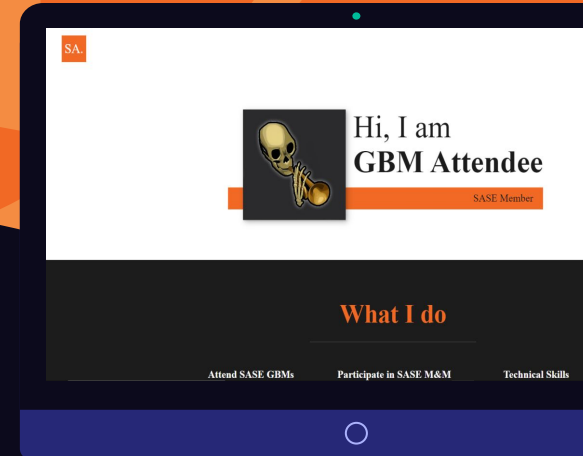 SA.
Hi, I am
GBM Attendee
SASE Member
What I do
Attend SASE GBMs
Participate in SASE M&M
Technical Skills